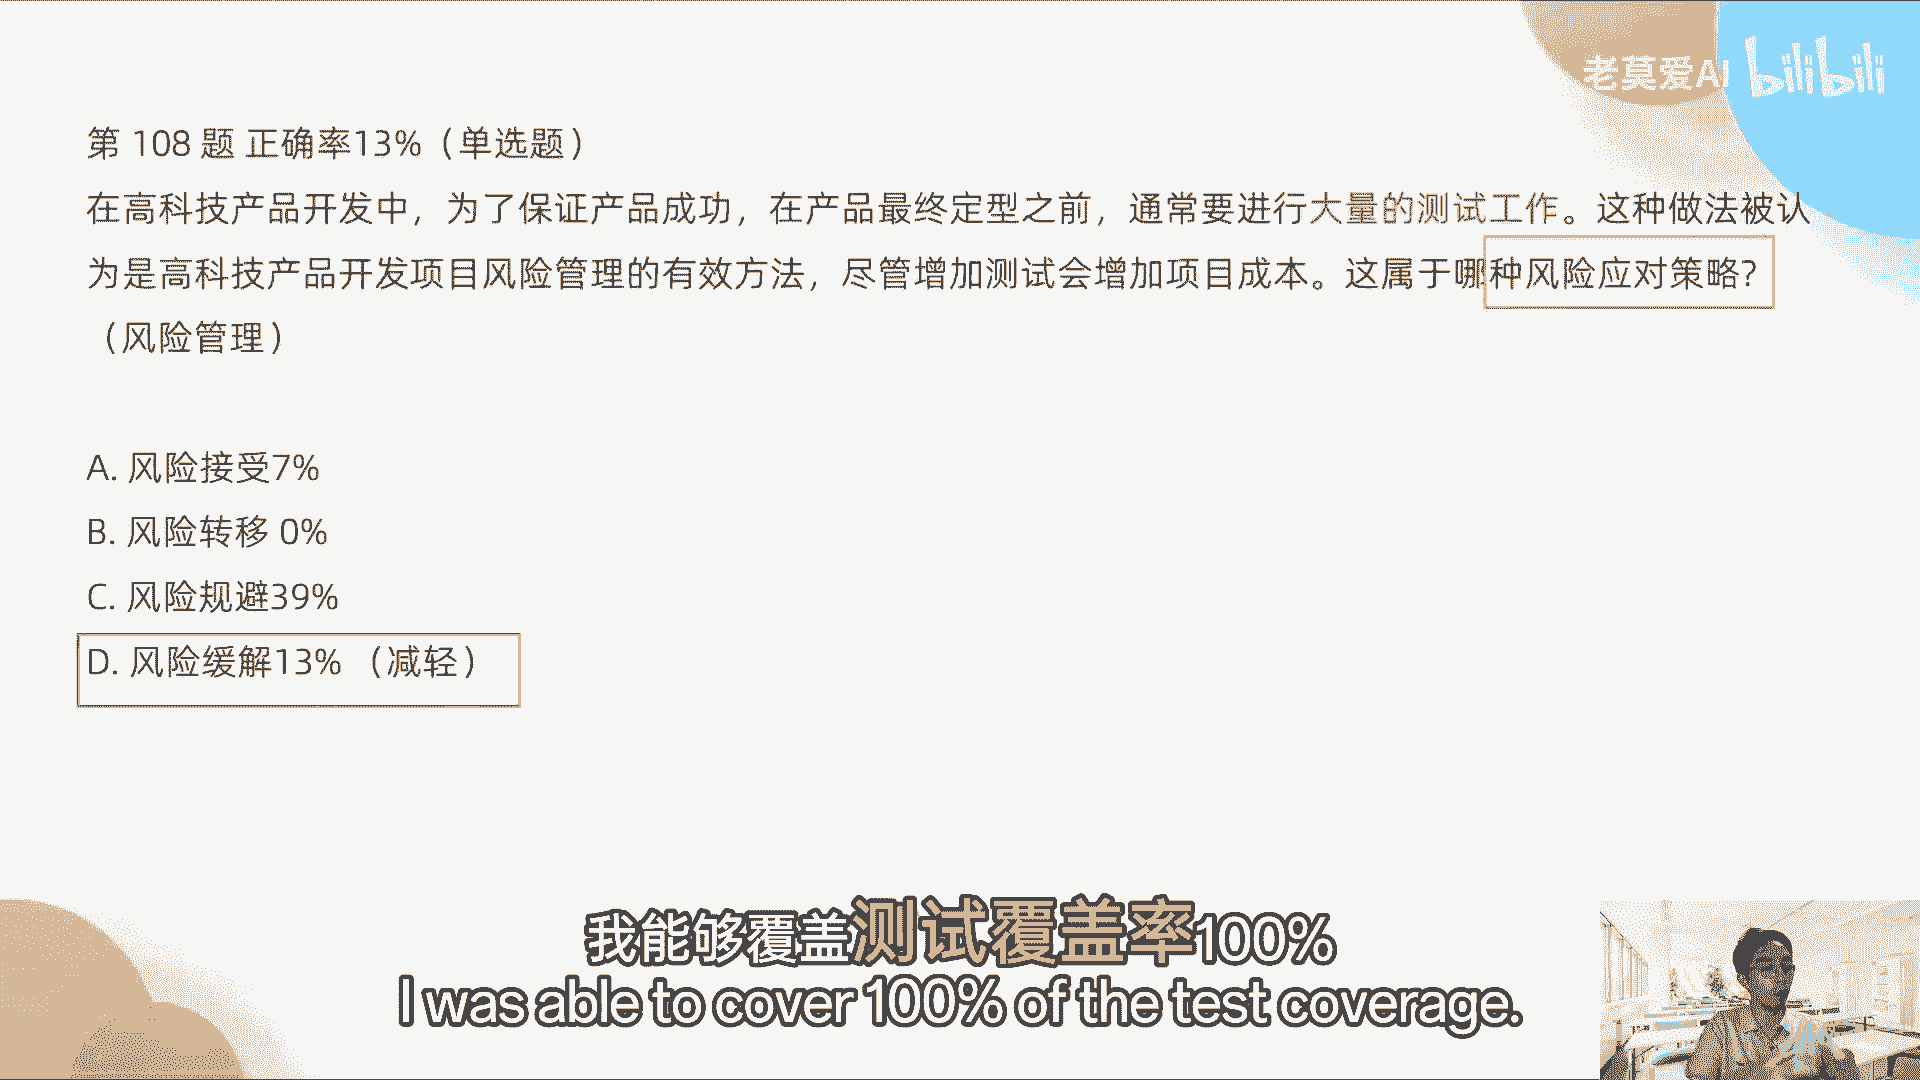 老莫爱AI bilibili
第 108 题 正确率13%（单选题）
在高科技产品开发中，为了保证产品成功，在产品最终定型之前，通常要进行大量的测试工作。这种做法被认
为是高科技产品开发项目风险管理的有效方法，尽管增加测试会增加项目成本。这属于哪种风险应对策略?
（风险管理）
A. 风险接受7%
B. 风险转移 0%
C. 风险规避39%
D. 风险缓解13% （减轻）
我能够覆盖测试覆盖率100%
I was able to cover 100% of the test coverage.